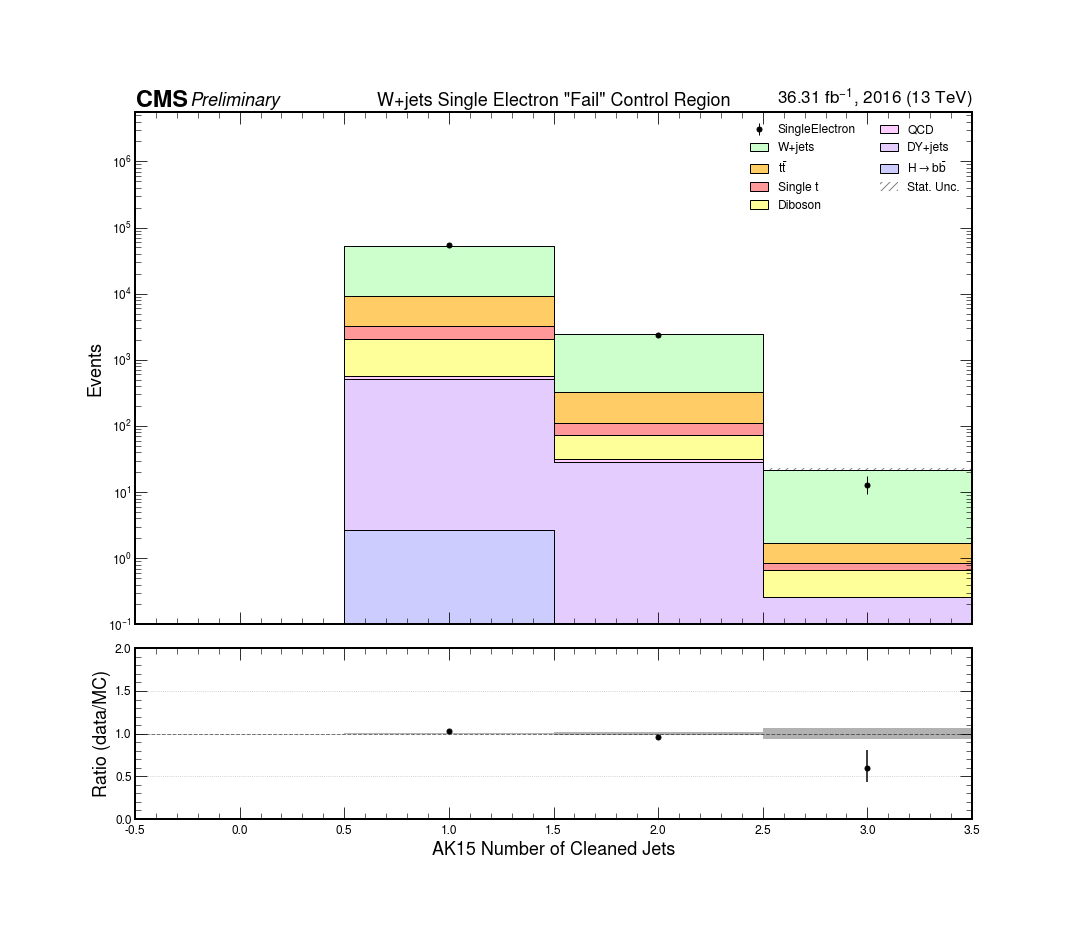 CMS Preliminary W+jets Single Electron "Fail" Control Region 36.31 fb⁻¹, 2016 (13 TeV)
SingleElectron QCD
W+jets DY+jets
tt̄ H→bb̄
Single t Stat. Unc.
Diboson
Events
10⁶
10⁵
10⁴
10³
10²
10¹
10⁰
10⁻¹
Ratio (data/MC)
2.0
1.5
1.0
0.5
0.0
-0.5 0.0 0.5 1.0 1.5 2.0 2.5 3.0 3.5
AK15 Number of Cleaned Jets